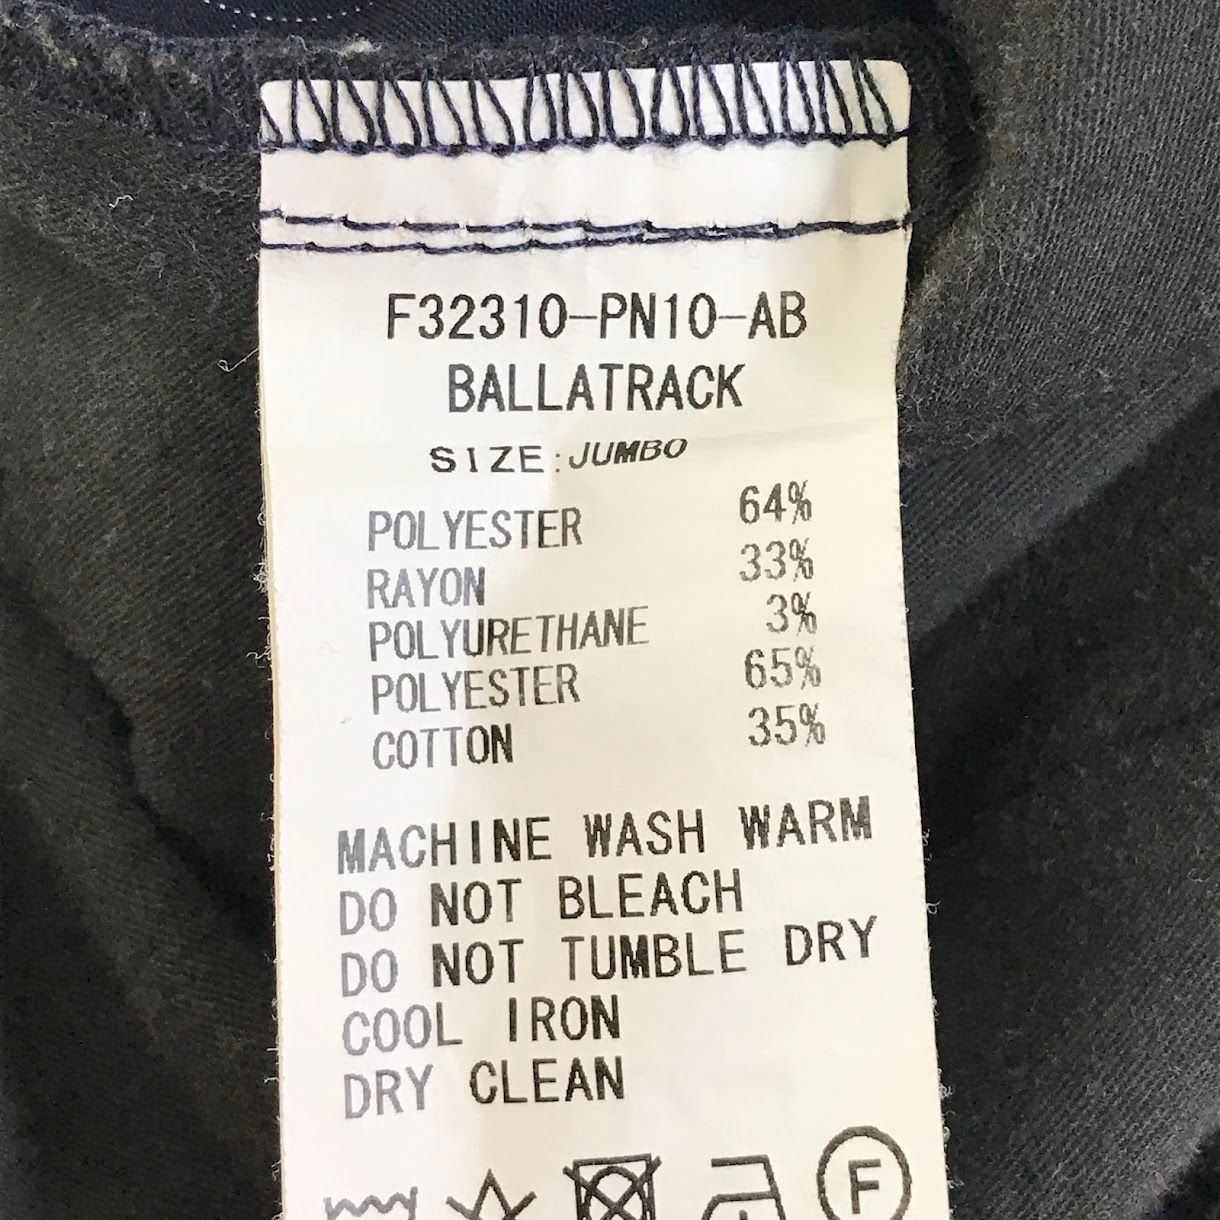 F32310-PN10-AB
BALLATRACK
SIZE:JUMBO
POLYESTER 64%
RAYON 33%
POLYURETHANE 3%
POLYESTER 65%
COTTON 35%
MACHINE WASH WARM
DO NOT BLEACH
DO NOT TUMBLE DRY
COOL IRON
DRY CLEAN
F